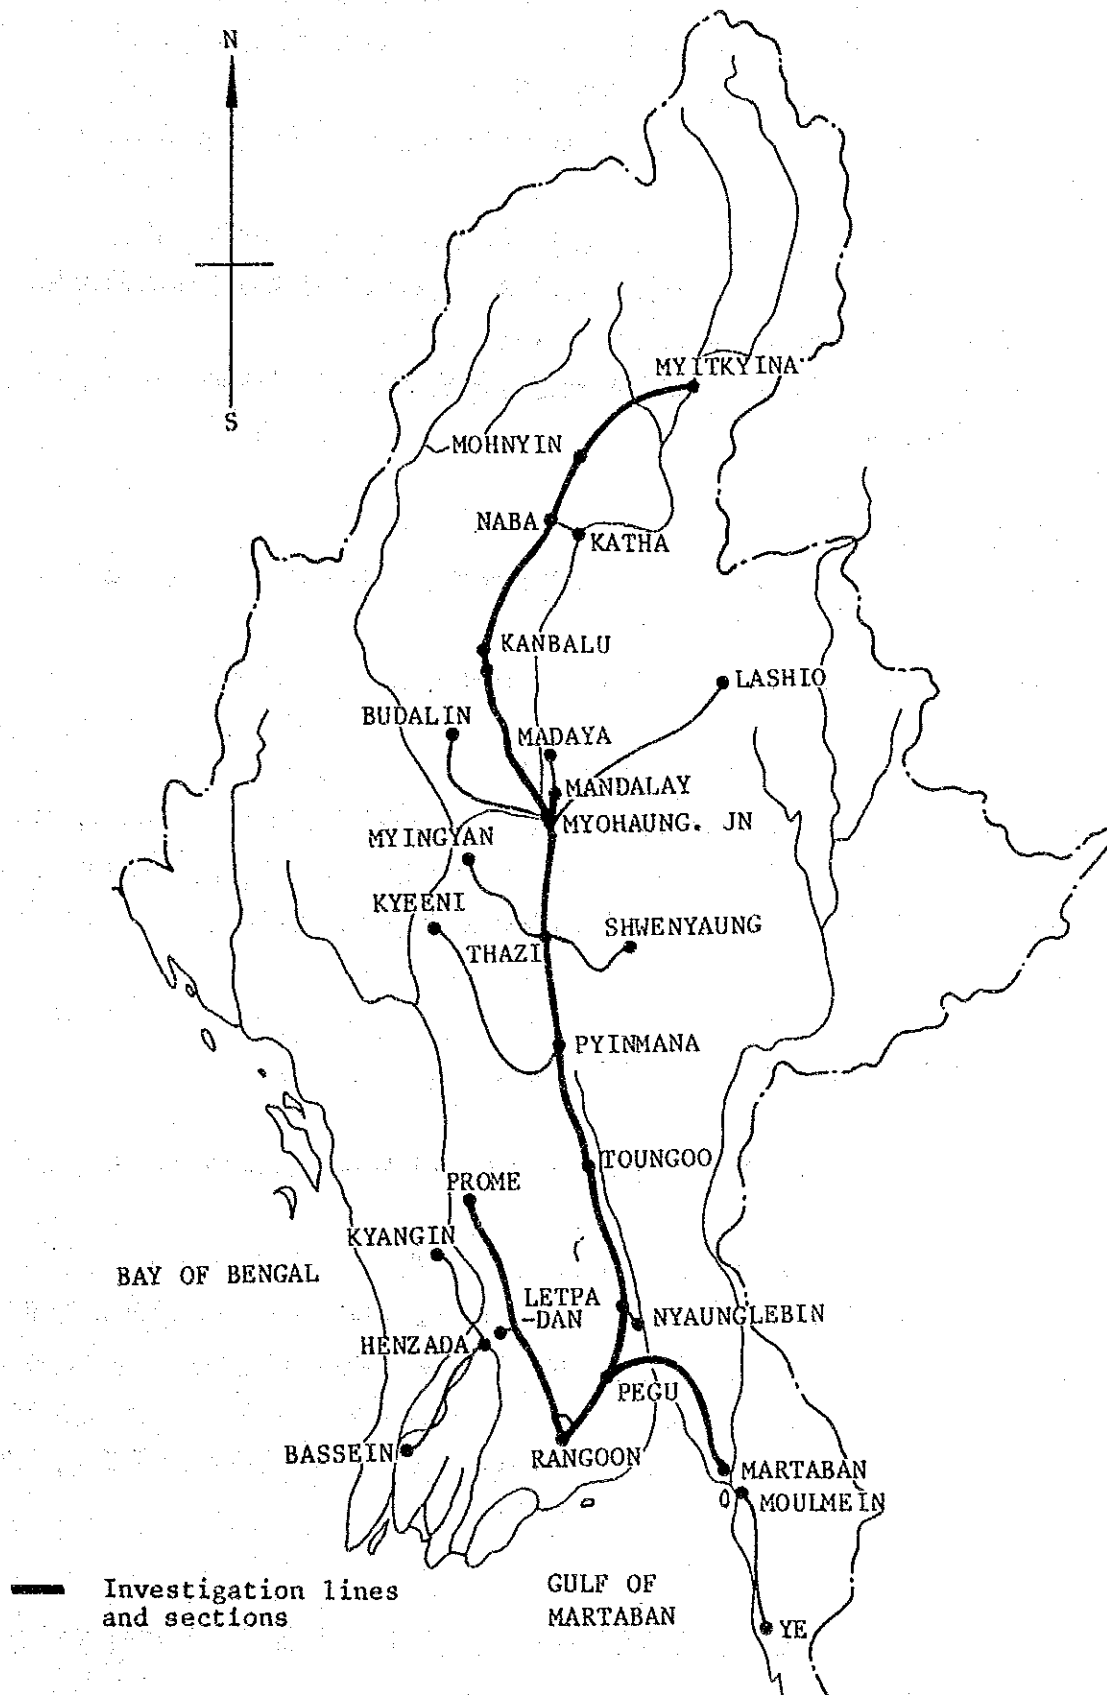 N
S
MYITKYINA
MOHNYIN
NABA
KATHA
KANBALU
LASHIO
BUDALIN
MADAYA
MANDALAY
MYOHAUNG. JN
MYINGYAN
KYEENI
SHWENYAUNG
THAZI
PYINMANA
TOUNGOO
PROME
KYANGIN
BAY OF BENGAL
LETPA
-DAN
NYAUNGLEBIN
HENZADA
PEGU
BASSEIN
RANGOON
MARTABAN
MOULMEIN
Investigation lines
and sections
GULF OF
MARTABAN
YE